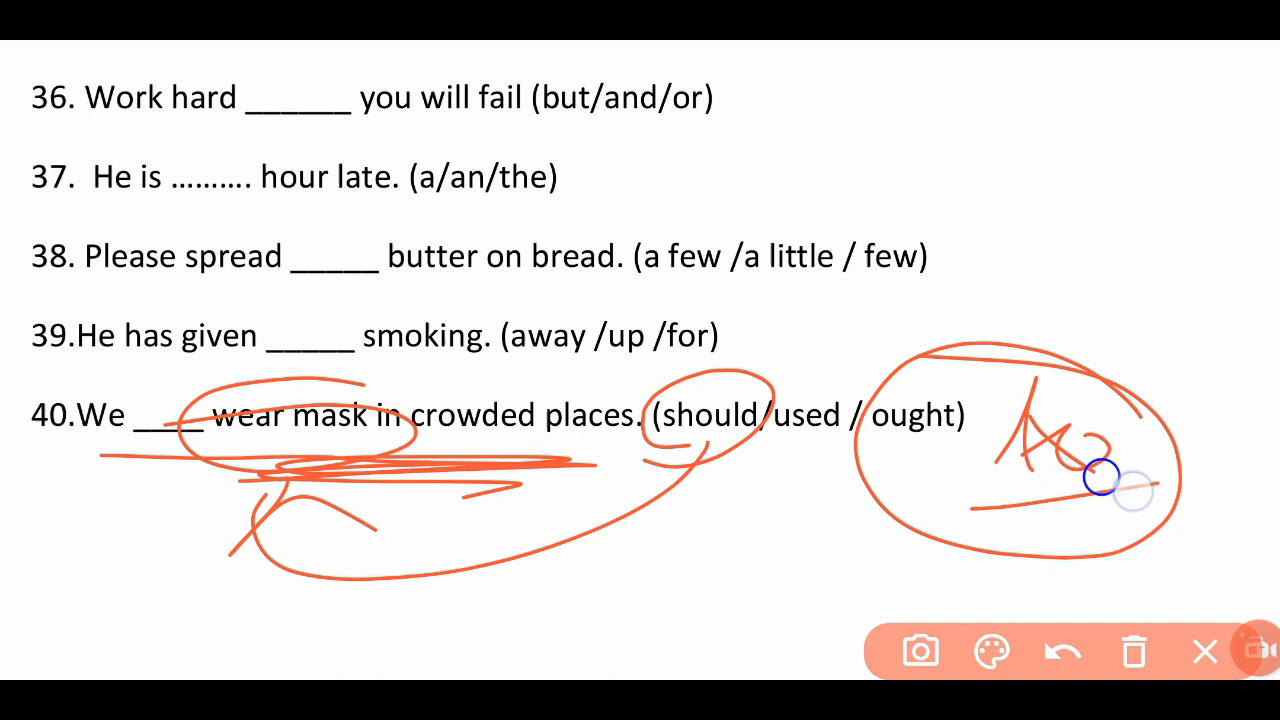 36. Work hard ______ you will fail (but/and/or)
37. He is .......... hour late. (a/an/the)
38. Please spread _____ butter on bread. (a few /a little / few)
39.He has given _____ smoking. (away /up /for)
40.We ____ wear mask in crowded places. (should/used / ought)